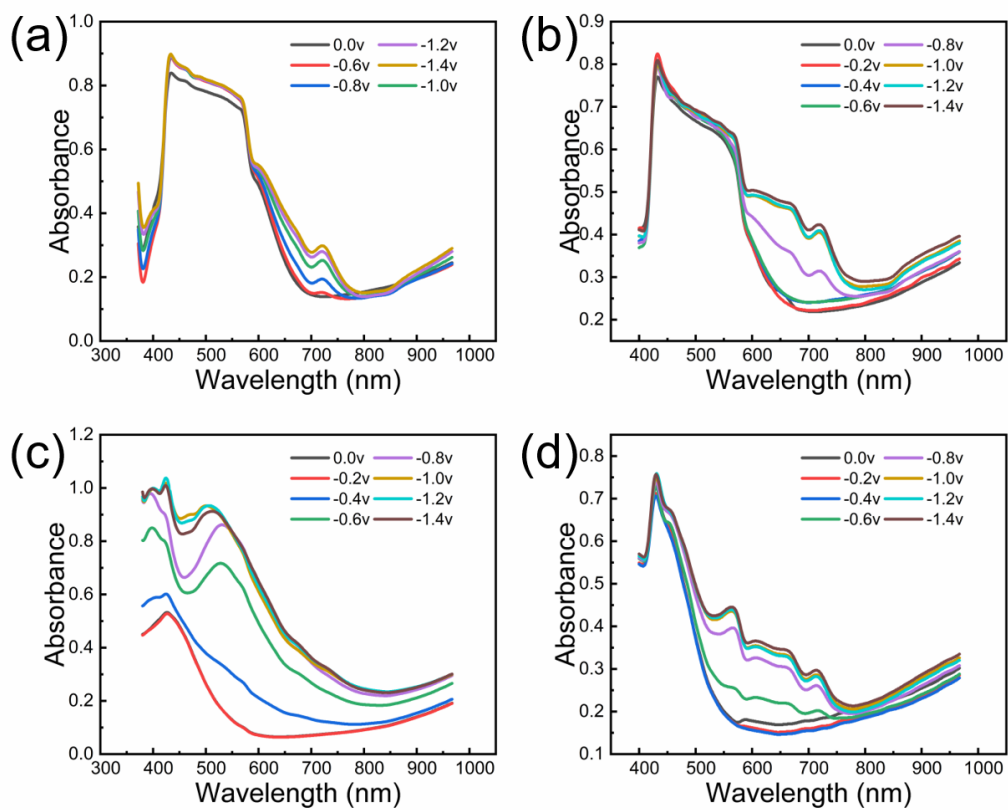 (a)
Absorbance
1.0
0.8
0.6
0.4
0.2
0.0
0.0v -1.2v
-0.6v -1.4v
-0.8v -1.0v
300 400 500 600 700 800 900 1000
Wavelength (nm)
(b)
Absorbance
0.9
0.8
0.7
0.6
0.5
0.4
0.3
0.2
0.0v -0.8v
-0.2v -1.0v
-0.4v -1.2v
-0.6v -1.4v
400 500 600 700 800 900 1000
Wavelength (nm)
(c)
Absorbance
1.2
1.0
0.8
0.6
0.4
0.2
0.0
0.0v -0.8v
-0.2v -1.0v
-0.4v -1.2v
-0.6v -1.4v
300 400 500 600 700 800 900 1000
Wavelength (nm)
(d)
Absorbance
0.8
0.7
0.6
0.5
0.4
0.3
0.2
0.1
0.0v -0.8v
-0.2v -1.0v
-0.4v -1.2v
-0.6v -1.4v
400 500 600 700 800 900 1000
Wavelength (nm)